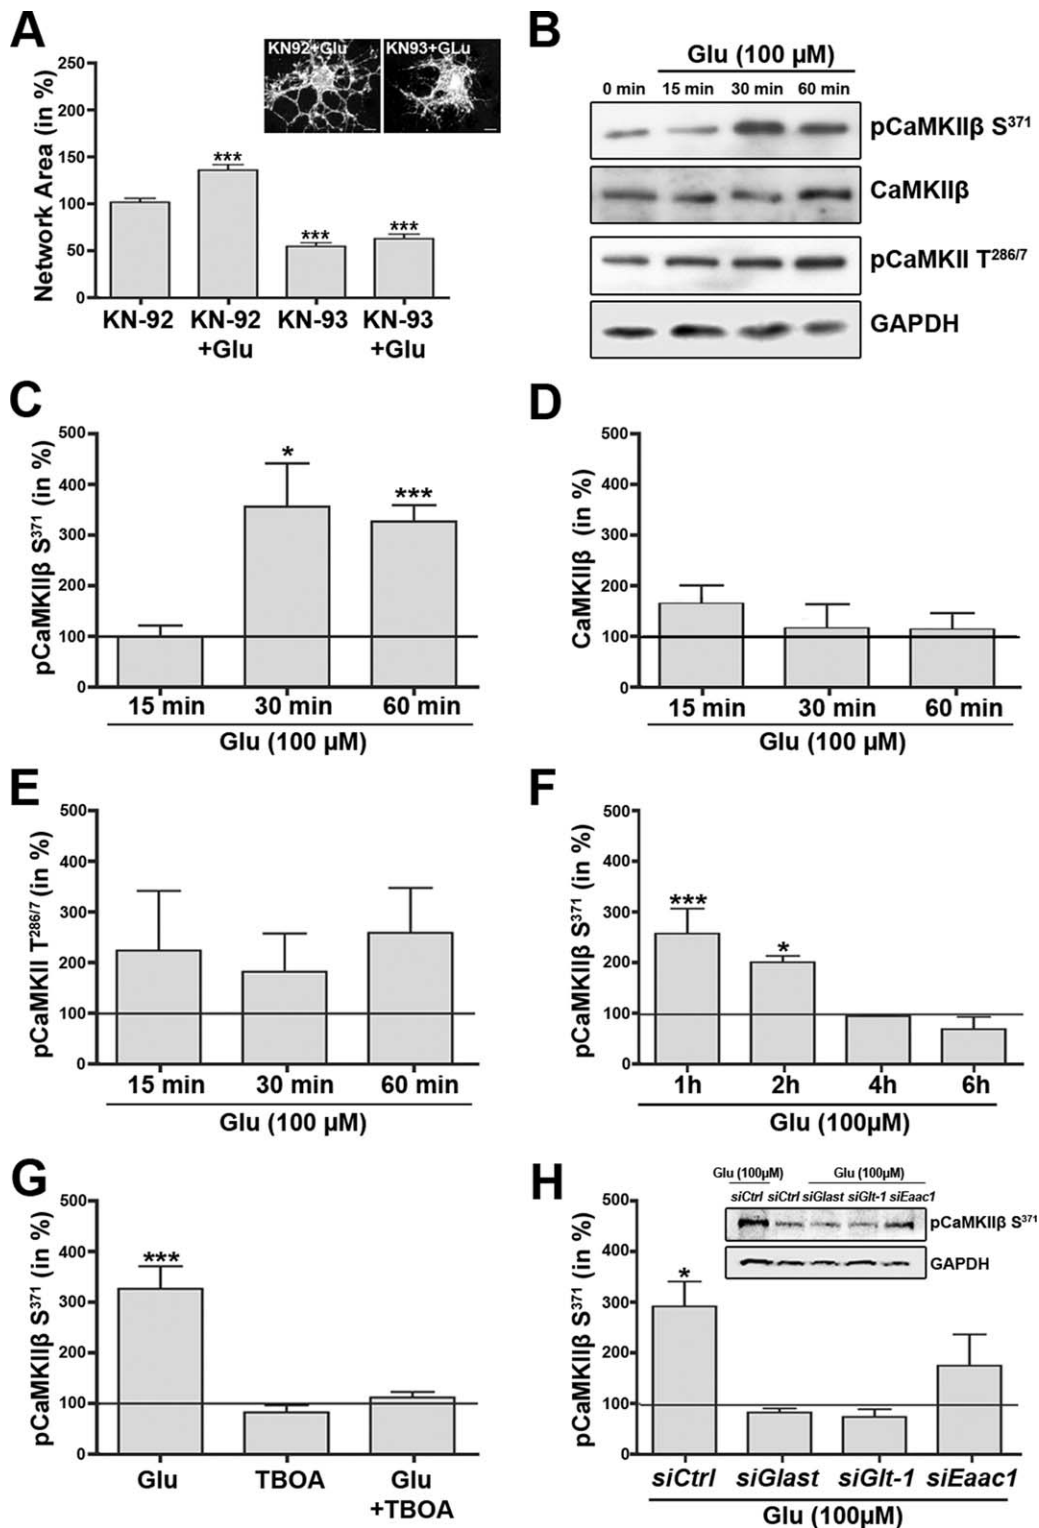 A
Network Area (in %)
250
200
150
100
50
0
KN92+Glu
KN93+GLu
***
***
***
KN-92
KN-92
+Glu
KN-93
KN-93
+Glu
B
Glu (100 µM)
0 min 15 min 30 min 60 min
pCaMKIIβ S371
CaMKIIβ
pCaMKII T286/7
GAPDH
C
pCaMKIIβ S371 (in %)
500
400
300
200
100
0
*
***
15 min 30 min 60 min
Glu (100 µM)
D
CaMKIIβ (in %)
500
400
300
200
100
0
15 min 30 min 60 min
Glu (100 µM)
E
pCaMKII T286/7 (in %)
500
400
300
200
100
0
15 min 30 min 60 min
Glu (100 µM)
F
pCaMKIIβ S371 (in %)
500
400
300
200
100
0
***
*
1h 2h 4h 6h
Glu (100µM)
G
pCaMKIIβ S371 (in %)
500
400
300
200
100
0
***
Glu TBOA Glu
+TBOA
H
pCaMKIIβ S371 (in %)
500
400
300
200
100
0
Glu (100µM) Glu (100µM)
siCtrl siCtrl siGlast siGlt-1 siEaac1
pCaMKIIβ S371
GAPDH
*
siCtrl siGlast siGlt-1 siEaac1
Glu (100µM)